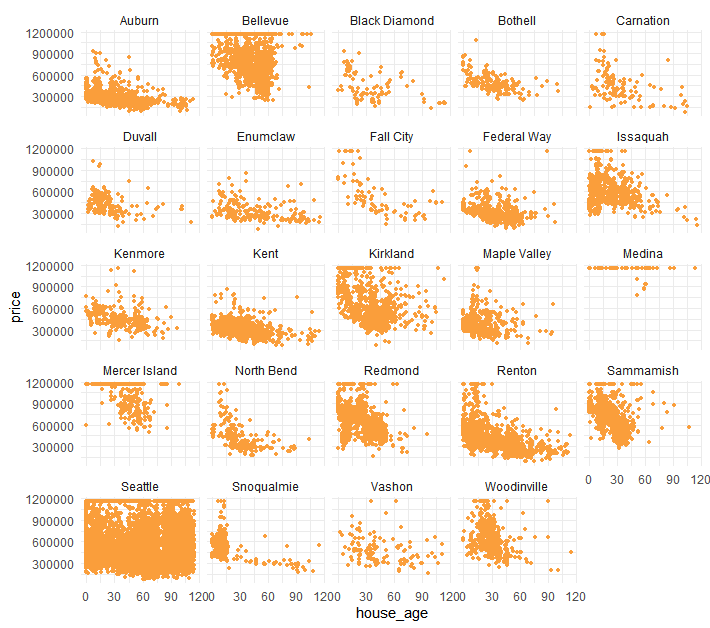 Auburn Bellevue Black Diamond Bothell Carnation
1200000
900000
600000
300000
Duvall Enumclaw Fall City Federal Way Issaquah
1200000
900000
600000
300000
Kenmore Kent Kirkland Maple Valley Medina
1200000
900000
600000
300000
price
Mercer Island North Bend Redmond Renton Sammamish
1200000
900000
600000
300000
0 30 60 90 120
Seattle Snoqualmie Vashon Woodinville
1200000
900000
600000
300000
0 30 60 90 120 30 60 90 120 30 60 90 120 30 60 90 120
house_age